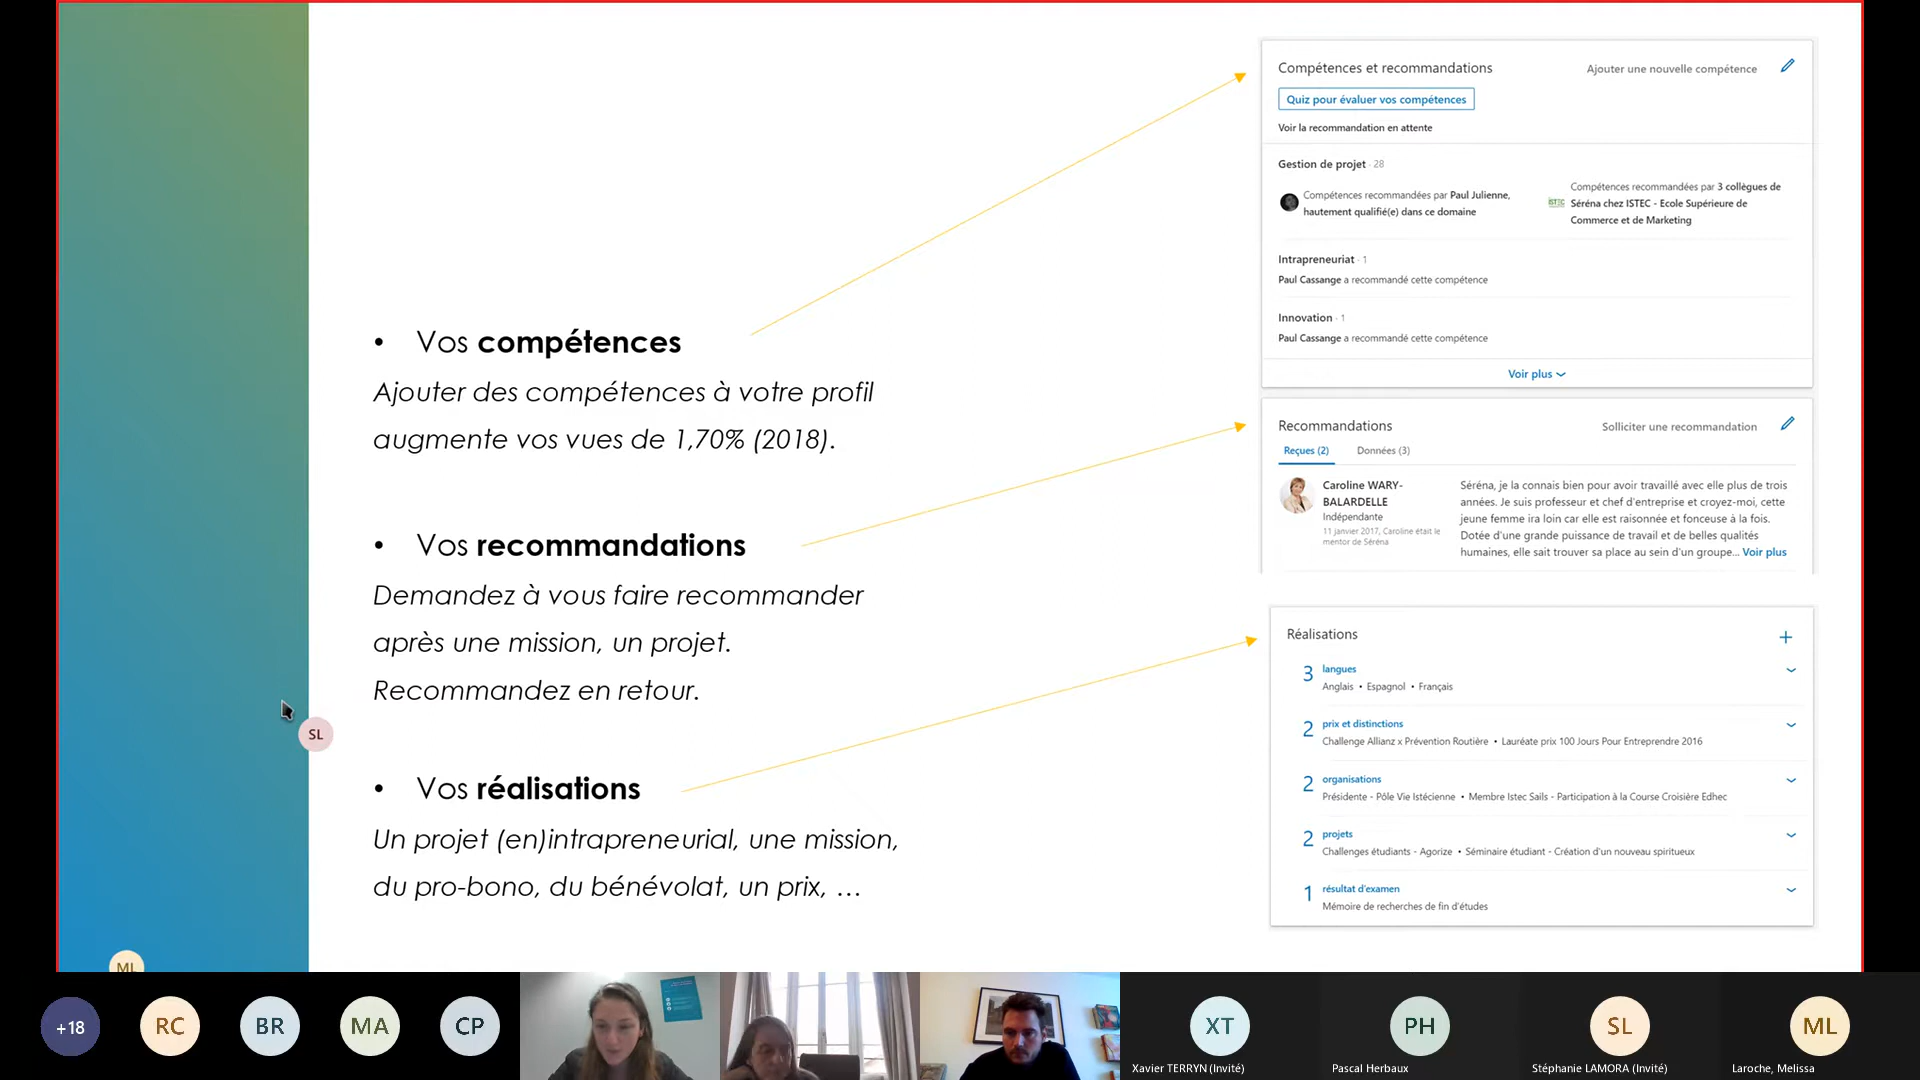 • Vos compétences
Ajouter des compétences à votre profil
augmente vos vues de 1,70% (2018).
• Vos recommandations
Demandez à vous faire recommander
après une mission, un projet.
Recommandez en retour.
• Vos réalisations
Un projet (en)intrapreneurial, une mission,
du pro-bono, du bénévolat, un prix, …
Compétences et recommandations
Ajouter une nouvelle compétence
Quiz pour évaluer vos compétences
Voir la recommandation en attente
Gestion de projet · 28
Compétences recommandées par Paul Julienne,
hautement qualifié(e) dans ce domaine
ISTEC
Compétences recommandées par 3 collègues de
Séréna chez ISTEC - Ecole Supérieure de
Commerce et de Marketing
Intrapreneuriat · 1
Paul Cassange a recommandé cette compétence
Innovation · 1
Paul Cassange a recommandé cette compétence
Voir plus
Recommandations
Solliciter une recommandation
Reçues (2)
Données (3)
Caroline WARY-
BALARDELLE
Indépendante
11 janvier 2017, Caroline était le
mentor de Séréna
Séréna, je la connais bien pour avoir travaillé avec elle plus de trois
années. Je suis professeur et chef d'entreprise et croyez-moi, cette
jeune femme ira loin car elle est raisonnée et fonceuse à la fois.
Dotée d'une grande puissance de travail et de belles qualités
humaines, elle sait trouver sa place au sein d'un groupe... Voir plus
Réalisations
3 langues
Anglais • Espagnol • Français
2 prix et distinctions
Challenge Allianz x Prévention Routière • Lauréate prix 100 Jours Pour Entreprendre 2016
2 organisations
Présidente - Pôle Vie Istécienne • Membre Istec Sails - Participation à la Course Croisière Edhec
2 projets
Challenges étudiants - Agorize • Séminaire étudiant - Création d'un nouveau spiritueux
1 résultat d'examen
Mémoire de recherches de fin d'études
SL
ML
+18
RC
BR
MA
CP
XT
PH
SL
ML
Xavier TERRYN (Invité)
Pascal Herbaux
Stéphanie LAMORA (Invité)
Laroche, Melissa